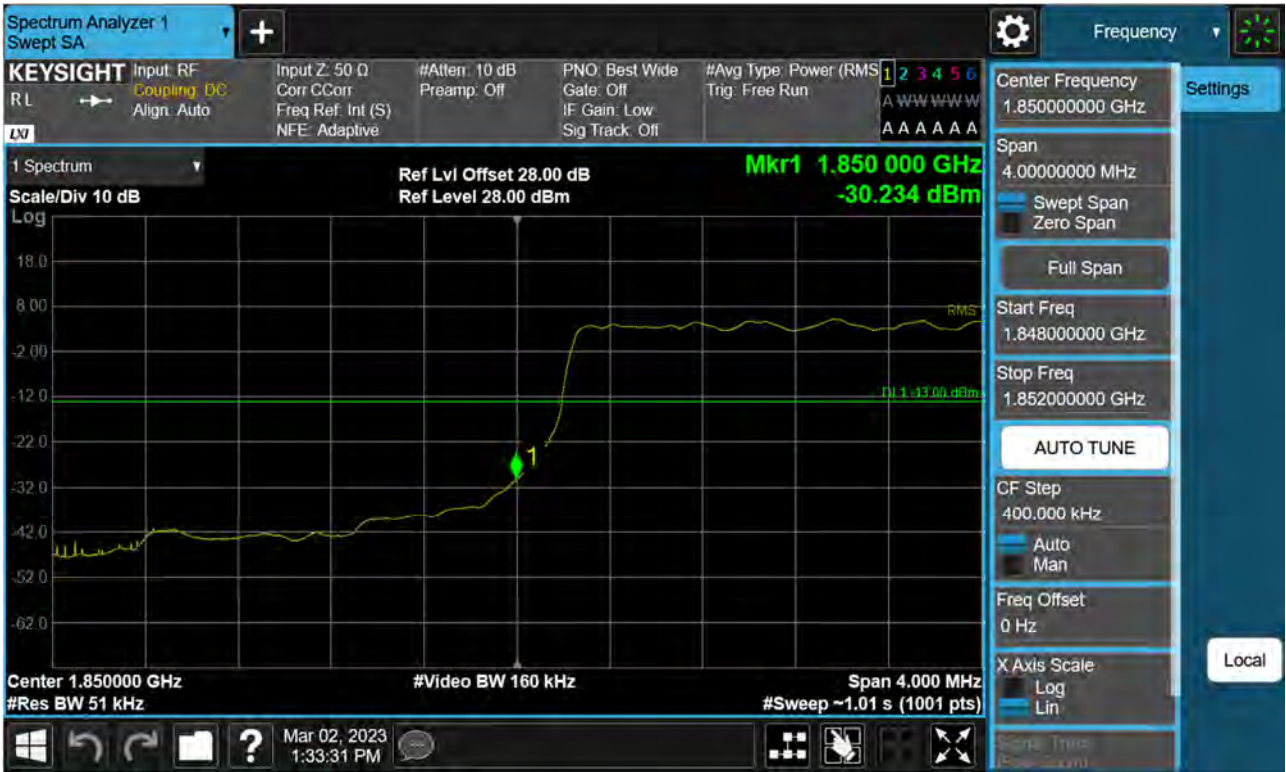 Spectrum Analyzer 1
Swept SA
+
Frequency
KEYSIGHT
RL
LXI
Input: RF
Coupling: DC
Align: Auto
Input Z: 50 Ω
Corr CCorr
Freq Ref: Int (S)
NFE: Adaptive
#Atten: 10 dB
Preamp: Off
PNO: Best Wide
Gate: Off
IF Gain: Low
Sig Track: Off
#Avg Type: Power (RMS
Trig: Free Run
1 2 3 4 5 6
A W W W W W
A A A A A A
1 Spectrum
Scale/Div 10 dB
Ref Lvl Offset 28.00 dB
Ref Level 28.00 dBm
Mkr1 1.850 000 GHz
-30.234 dBm
Log
18.0
8.00
-2.00
-12.0
-22.0
-32.0
-42.0
-52.0
-62.0
RMS
DL1 -13.00 dBm
1
Center 1.850000 GHz
#Res BW 51 kHz
#Video BW 160 kHz
Span 4.000 MHz
#Sweep ~1.01 s (1001 pts)
Center Frequency
1.850000000 GHz
Span
4.00000000 MHz
Swept Span
Zero Span
Full Span
Start Freq
1.848000000 GHz
Stop Freq
1.852000000 GHz
AUTO TUNE
CF Step
400.000 kHz
Auto
Man
Freq Offset
0 Hz
X Axis Scale
Log
Lin
Settings
Local
?
Mar 02, 2023
1:33:31 PM